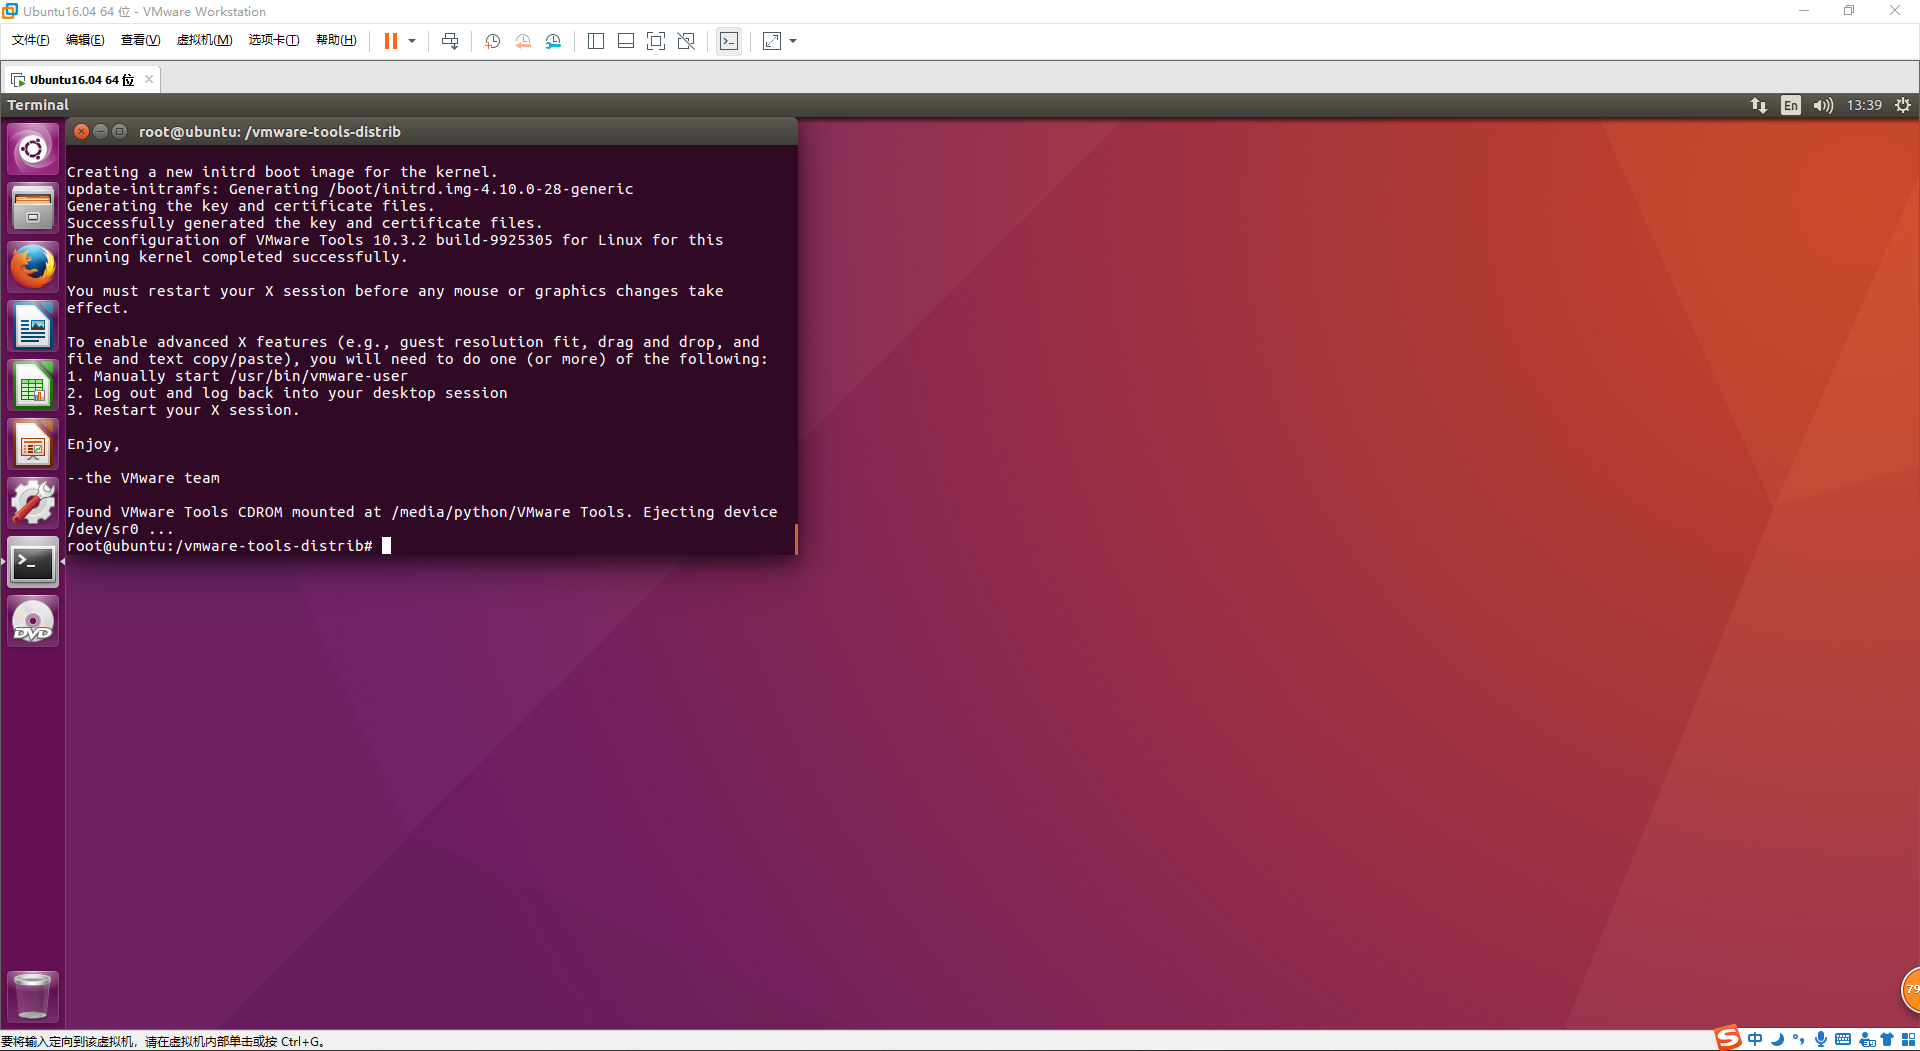 Ubuntu16.04 64 位 - VMware Workstation
文件(F) 编辑(E) 查看(V) 虚拟机(M) 选项卡(T) 帮助(H)
Ubuntu16.04 64 位
Terminal
En 13:39
root@ubuntu: /vmware-tools-distrib
Creating a new initrd boot image for the kernel.
update-initramfs: Generating /boot/initrd.img-4.10.0-28-generic
Generating the key and certificate files.
Successfully generated the key and certificate files.
The configuration of VMware Tools 10.3.2 build-9925305 for Linux for this
running kernel completed successfully.
You must restart your X session before any mouse or graphics changes take
effect.
To enable advanced X features (e.g., guest resolution fit, drag and drop, and
file and text copy/paste), you will need to do one (or more) of the following:
1. Manually start /usr/bin/vmware-user
2. Log out and log back into your desktop session
3. Restart your X session.
Enjoy,
--the VMware team
Found VMware Tools CDROM mounted at /media/python/VMware Tools. Ejecting device
/dev/sr0 ...
root@ubuntu:/vmware-tools-distrib#
DVD
79
要将输入定向到该虚拟机，请在虚拟机内部单击或按 Ctrl+G。
S 中